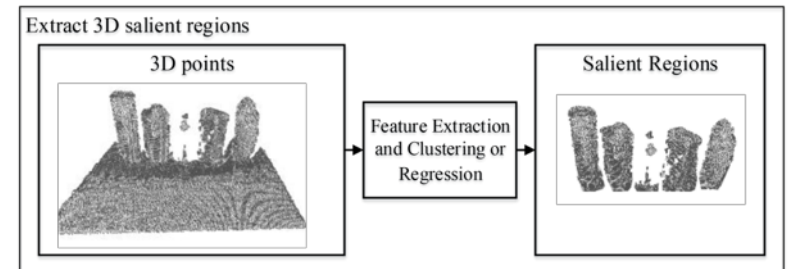 Extract 3D salient regions
3D points
Salient Regions
Feature Extraction
and Clustering or
Regression